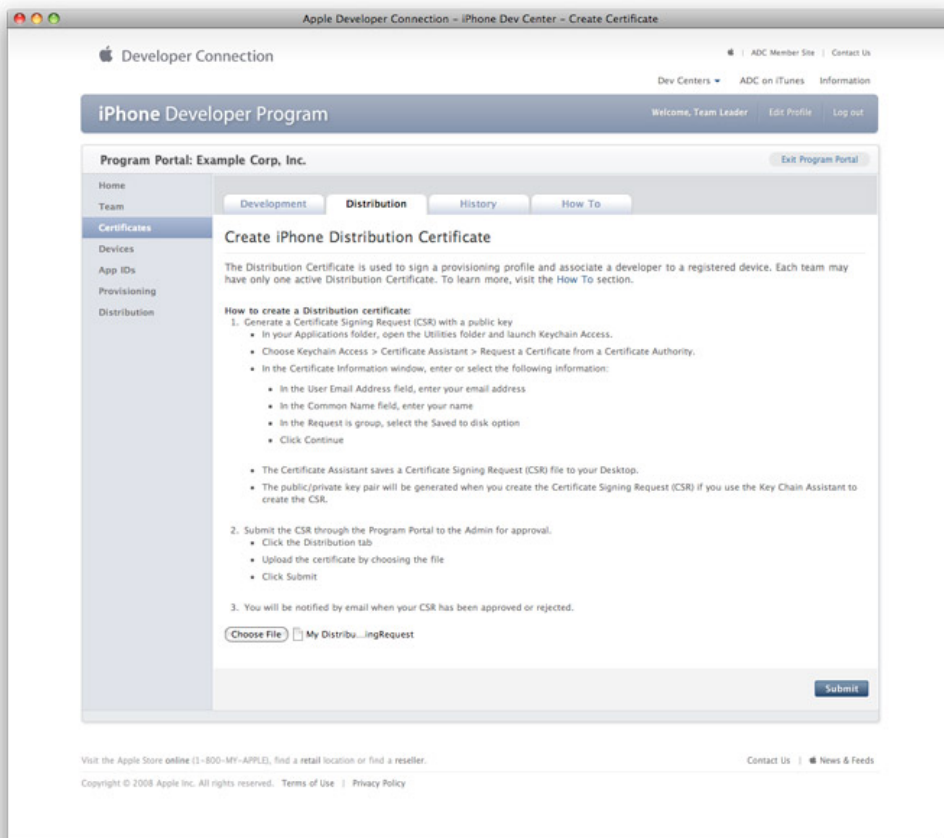 Apple Developer Connection – iPhone Dev Center – Create Certificate
Developer Connection
ADC Member Site | Contact Us
Dev Centers ADC on iTunes Information
iPhone Developer Program
Welcome, Team Leader Edit Profile Log out
Program Portal: Example Corp, Inc.
Exit Program Portal
Home
Team
Certificates
Devices
App IDs
Provisioning
Distribution
Development Distribution History How To
Create iPhone Distribution Certificate
The Distribution Certificate is used to sign a provisioning profile and associate a developer to a registered device. Each team may
have only one active Distribution Certificate. To learn more, visit the How To section.
How to create a Distribution certificate:
1. Generate a Certificate Signing Request (CSR) with a public key
• In your Applications folder, open the Utilities folder and launch Keychain Access.
• Choose Keychain Access > Certificate Assistant > Request a Certificate from a Certificate Authority.
• In the Certificate Information window, enter or select the following information:
• In the User Email Address field, enter your email address
• In the Common Name field, enter your name
• In the Request is group, select the Saved to disk option
• Click Continue
• The Certificate Assistant saves a Certificate Signing Request (CSR) file to your Desktop.
• The public/private key pair will be generated when you create the Certificate Signing Request (CSR) if you use the Key Chain Assistant to
create the CSR.
2. Submit the CSR through the Program Portal to the Admin for approval.
• Click the Distribution tab
• Upload the certificate by choosing the file
• Click Submit
3. You will be notified by email when your CSR has been approved or rejected.
Choose File My Distribu...ingRequest
Submit
Visit the Apple Store online (1-800-MY-APPLE), find a retail location or find a reseller.
Contact Us | News & Feeds
Copyright © 2008 Apple Inc. All rights reserved. Terms of Use | Privacy Policy